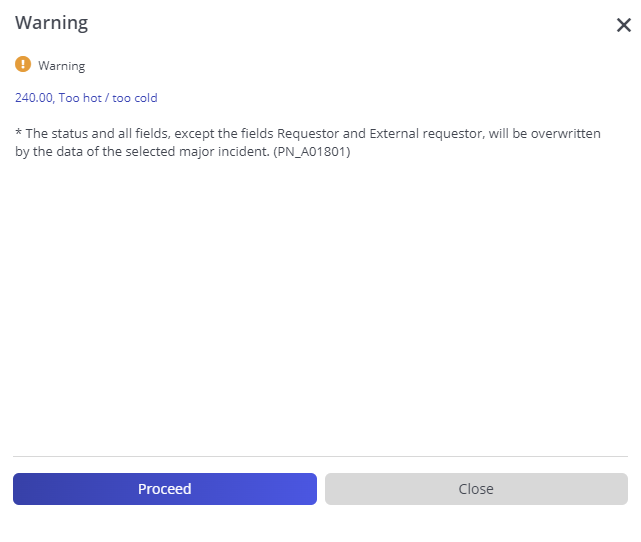 Warning
Warning
240.00, Too hot / too cold
* The status and all fields, except the fields Requestor and External requestor, will be overwritten
by the data of the selected major incident. (PN_A01801)
Proceed
Close